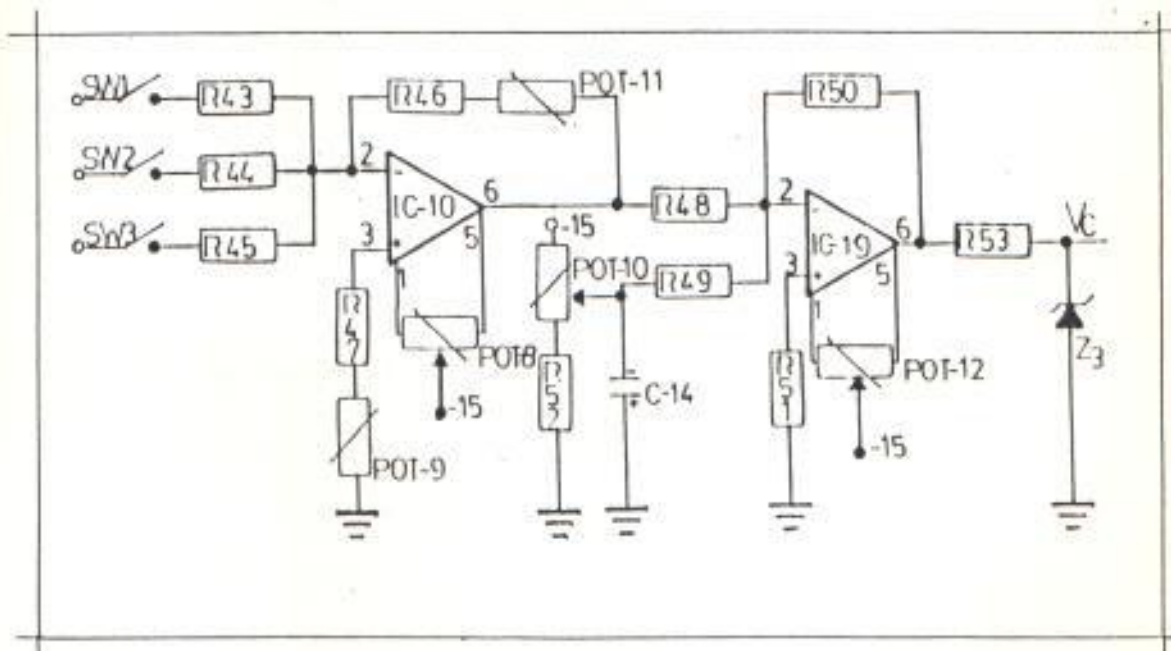 SW1
R43
R46
POT-11
R50
SW2
R44
2
-
IC-10
6
R48
2
-
IC-19
6
R53
Vc
SW3
R45
3
+
5
-15
POT-10
R49
3
+
5
1
R47
POT8
-15
R52
-
C-14
+
1
R51
POT-12
-15
Z3
POT-9